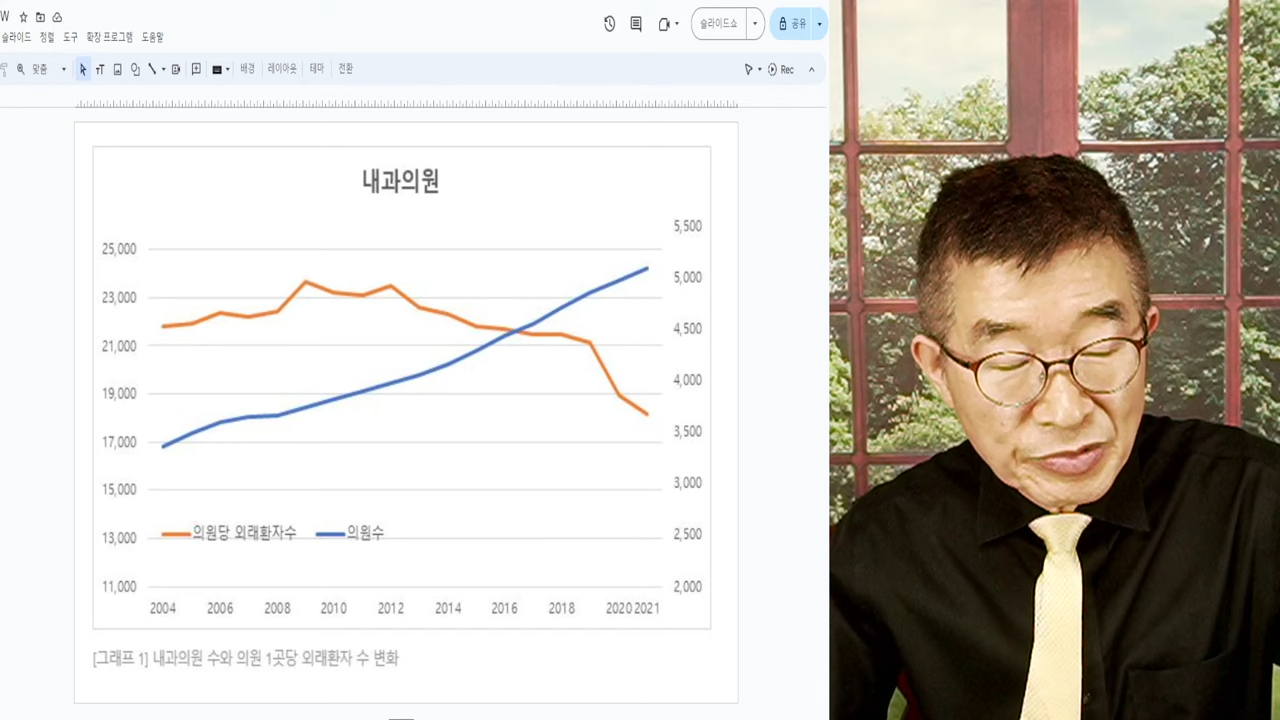 W
슬라이드쇼
공유
슬라이드 정렬 도구 확장 프로그램 도움말
맞춤 배경 레이아웃 테마 전환 Rec
내과의원
5,500
25,000
5,000
23,000
4,500
21,000
4,000
19,000
3,500
17,000
3,000
15,000
의원당 외래환자수 의원수
2,500
13,000
11,000
2,000
2004 2006 2008 2010 2012 2014 2016 2018 2020 2021
[그래프 1] 내과의원 수와 의원 1곳당 외래환자 수 변화